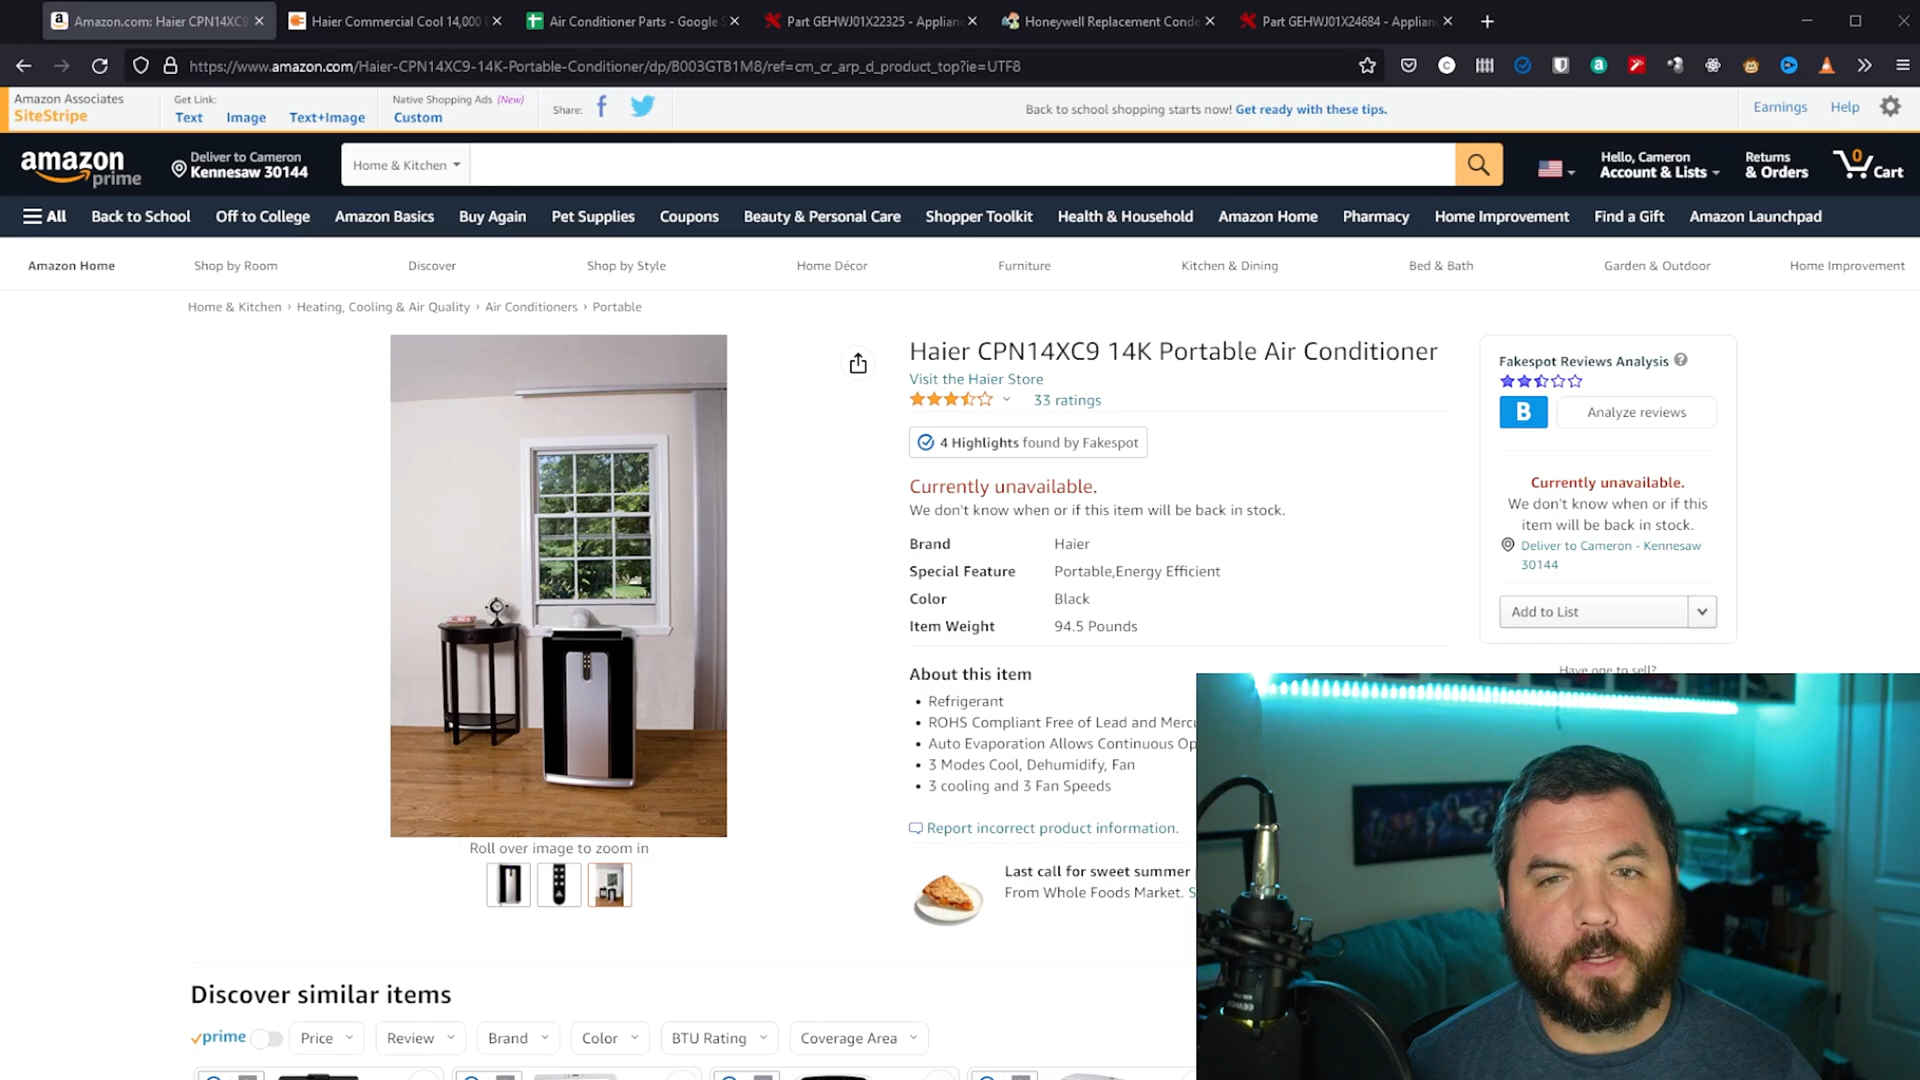 Amazon.com: Haier CPN14XC9
Haier Commercial Cool 14,000
Air Conditioner Parts - Google S
Part GEHWJ01X22325 - Applian
Honeywell Replacement Conde
Part GEHWJ01X24684 - Applian
https://www.amazon.com/Haier-CPN14XC9-14K-Portable-Conditioner/dp/B003GTB1M8/ref=cm_cr_arp_d_product_top?ie=UTF8
Amazon Associates
SiteStripe
Get Link:
Text Image Text+Image
Native Shopping Ads (New)
Custom
Share:
Back to school shopping starts now! Get ready with these tips.
Earnings
Help
amazon
prime
Deliver to Cameron
Kennesaw 30144
Home & Kitchen
Hello, Cameron
Account & Lists
Returns
& Orders
0
Cart
All Back to School Off to College Amazon Basics Buy Again Pet Supplies Coupons Beauty & Personal Care Shopper Toolkit Health & Household Amazon Home Pharmacy Home Improvement Find a Gift Amazon Launchpad
Amazon Home Shop by Room Discover Shop by Style Home Décor Furniture Kitchen & Dining Bed & Bath Garden & Outdoor Home Improvement
Home & Kitchen › Heating, Cooling & Air Quality › Air Conditioners › Portable
Roll over image to zoom in
Haier CPN14XC9 14K Portable Air Conditioner
Visit the Haier Store
33 ratings
4 Highlights found by Fakespot
Currently unavailable.
We don't know when or if this item will be back in stock.
Brand Haier
Special Feature Portable,Energy Efficient
Color Black
Item Weight 94.5 Pounds
About this item
• Refrigerant
• ROHS Compliant Free of Lead and Mercu
• Auto Evaporation Allows Continuous Op
• 3 Modes Cool, Dehumidify, Fan
• 3 cooling and 3 Fan Speeds
Report incorrect product information.
Last call for sweet summer
From Whole Foods Market. S
Fakespot Reviews Analysis
B
Analyze reviews
Currently unavailable.
We don't know when or if this
item will be back in stock.
Deliver to Cameron - Kennesaw
30144
Add to List
Have one to sell?
Discover similar items
prime
Price
Review
Brand
Color
BTU Rating
Coverage Area